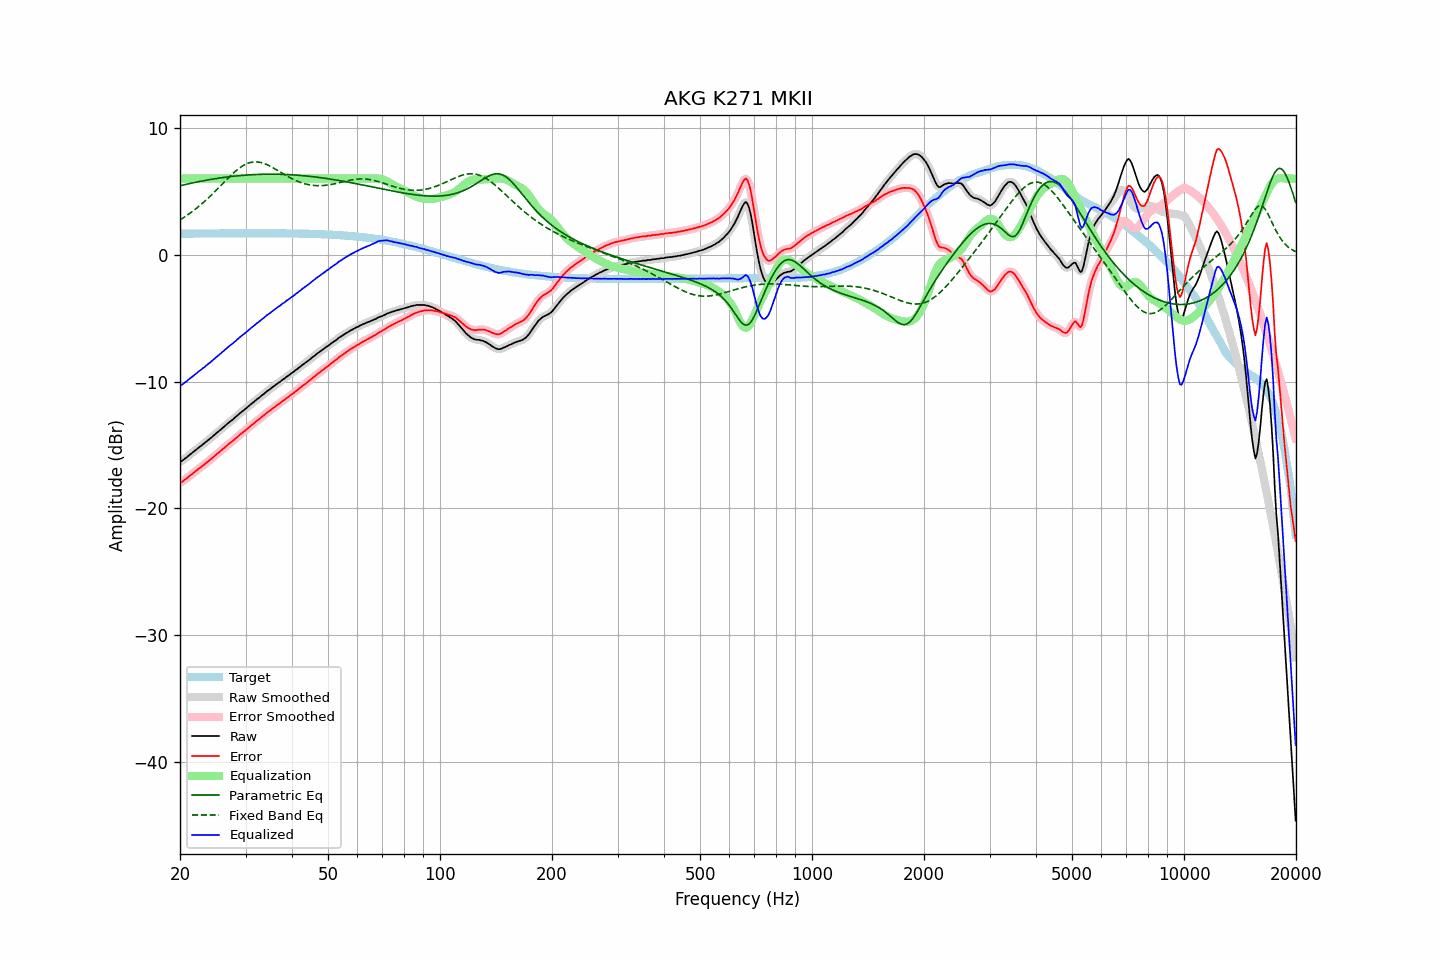 AKG K271 MKII
10
0
−10
−20
−30
−40
Amplitude (dBr)
Target
Raw Smoothed
Error Smoothed
Raw
Error
Equalization
Parametric Eq
Fixed Band Eq
Equalized
20 50 100 200 500 1000 2000 5000 10000 20000
Frequency (Hz)